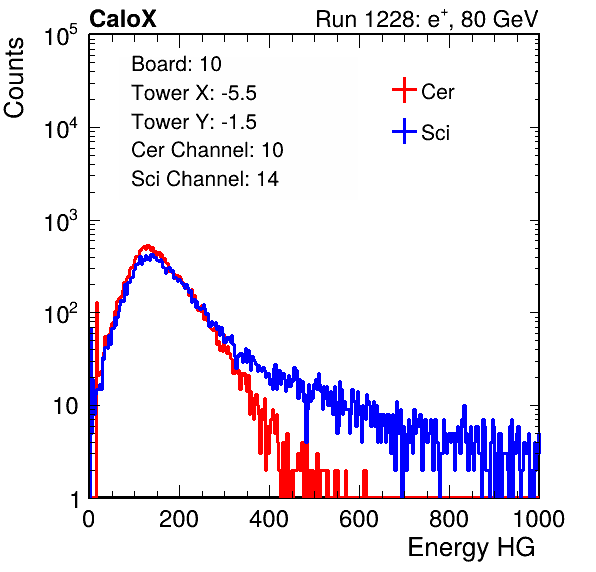 CaloX Run 1228: e⁺, 80 GeV
Counts
Board: 10
Tower X: -5.5
Tower Y: -1.5
Cer Channel: 10
Sci Channel: 14
Cer
Sci
10⁵
10⁴
10³
10²
10
1
0 200 400 600 800 1000
Energy HG